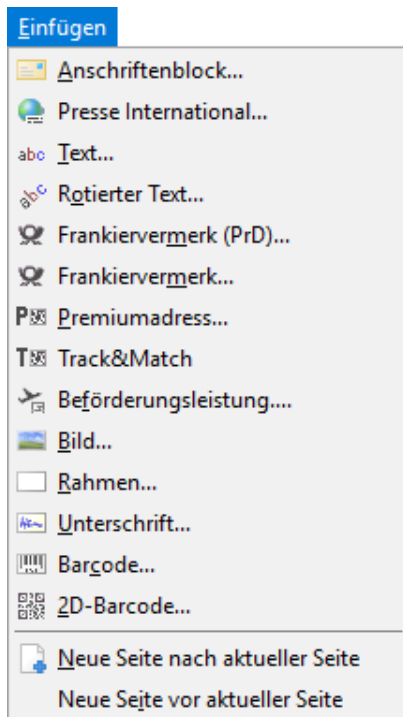 Einfügen
Anschriftenblock...
Presse International...
abc Text...
abc Rotierter Text...
Frankiervermerk (PrD)...
Frankiervermerk...
P Premiumadress...
T Track&Match
Beförderungsleistung....
Bild...
Rahmen...
Unterschrift...
Barcode...
2D-Barcode...
Neue Seite nach aktueller Seite
Neue Seite vor aktueller Seite